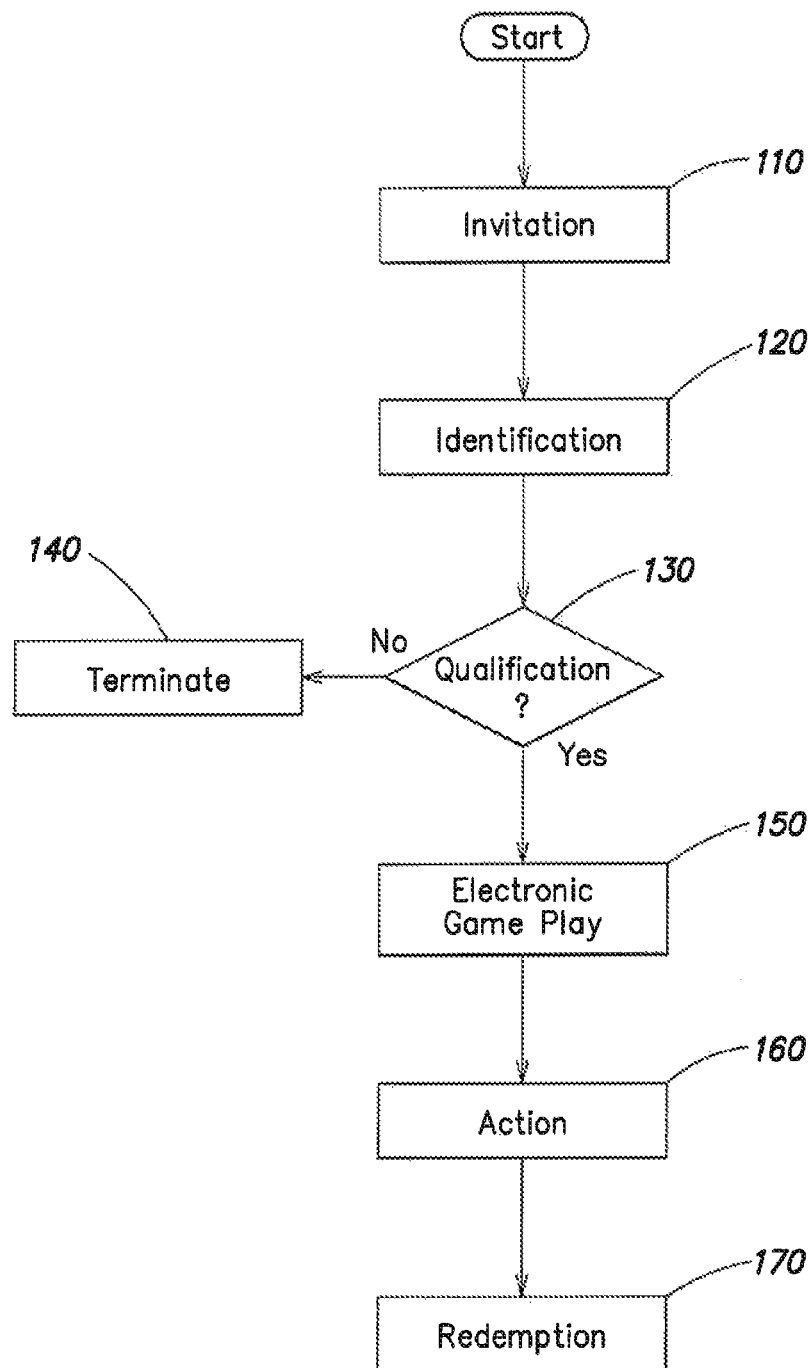 Start
110
Invitation
120
Identification
140
130
No
Terminate
Qualification
?
Yes
150
Electronic
Game Play
160
Action
170
Redemption